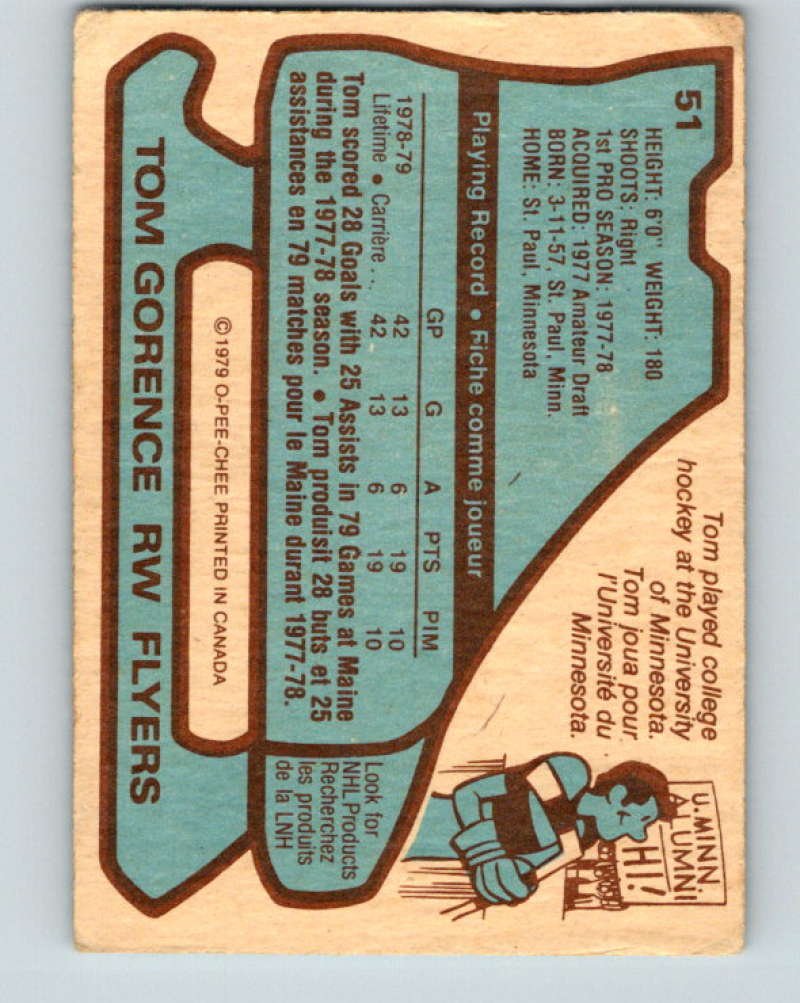 51
HEIGHT: 6'0" WEIGHT: 180
SHOOTS: Right
1st PRO SEASON: 1977-78
ACQUIRED: 1977 Amateur Draft
BORN: 3-11-57, St. Paul, Minn.
HOME: St. Paul, Minnesota
Tom played college
hockey at the University
of Minnesota.
Tom joua pour
l'Université du
Minnesota.
U. MINN.
ALUMNI
HI!
Playing Record • Fiche comme joueur
GP G A PTS PIM
1978-79 42 13 6 19 10
Lifetime • Carrière ... 42 13 6 19 10
Tom scored 28 Goals with 25 Assists in 79 Games at Maine
during the 1977-78 season. • Tom produisit 28 buts et 25
assistances en 79 matches pour le Maine durant 1977-78.
Look for
NHL Products
Recherchez
les produits
de la LNH
©1979 O-PEE-CHEE PRINTED IN CANADA
TOM GORENCE RW FLYERS